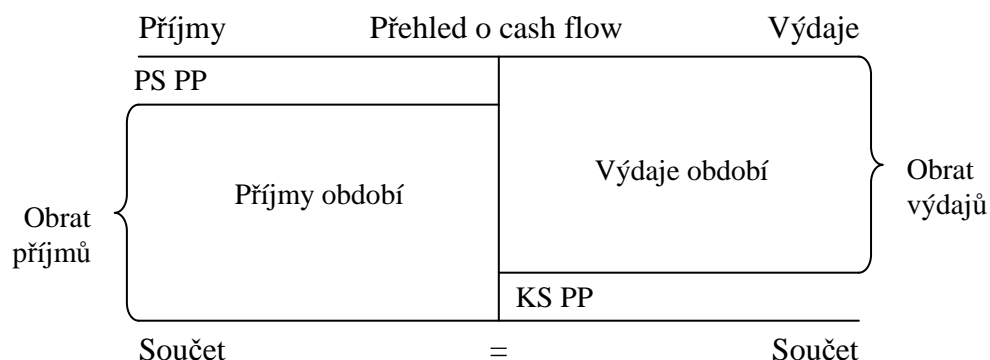 Příjmy Přehled o cash flow Výdaje
PS PP
Příjmy období
Výdaje období
Obrat
příjmů
Obrat
výdajů
KS PP
Součet = Součet